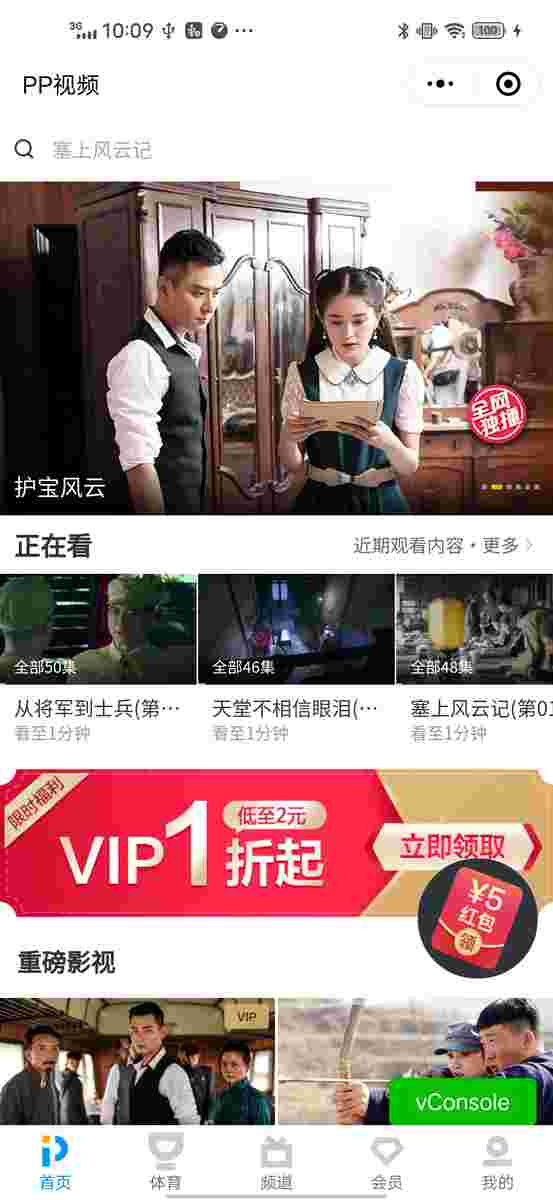 3G 10:09 100
PP视频
塞上风云记
全网
独播
护宝风云
正在看
近期观看内容·更多
全部50集
全部46集
全部48集
从将军到士兵(第…
天堂不相信眼泪(…
塞上风云记(第01
看至1分钟
看至1分钟
看至1分钟
限时福利
VIP1折起
低至2元
立即领取
¥5
红包
领
重磅影视
VIP
vConsole
首页
体育
频道
会员
我的